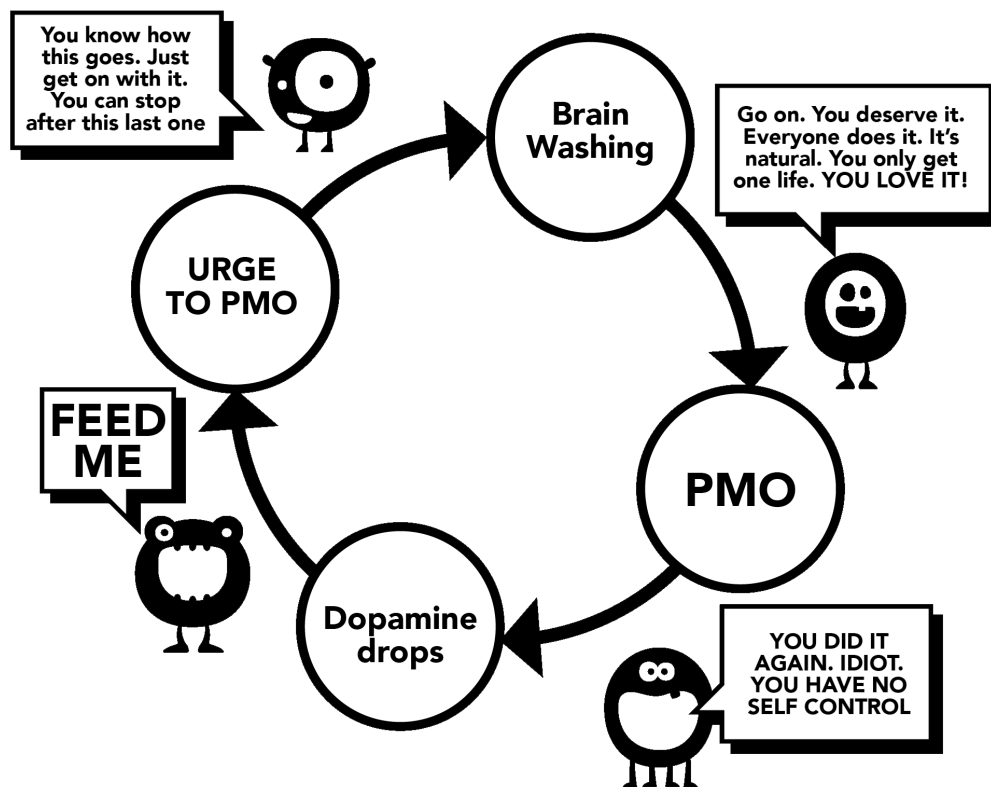 You know how
this goes. Just
get on with it.
You can stop
after this last one
Brain
Washing
Go on. You deserve it.
Everyone does it. It's
natural. You only get
one life. YOU LOVE IT!
URGE
TO PMO
FEED
ME
PMO
Dopamine
drops
YOU DID IT
AGAIN. IDIOT.
YOU HAVE NO
SELF CONTROL